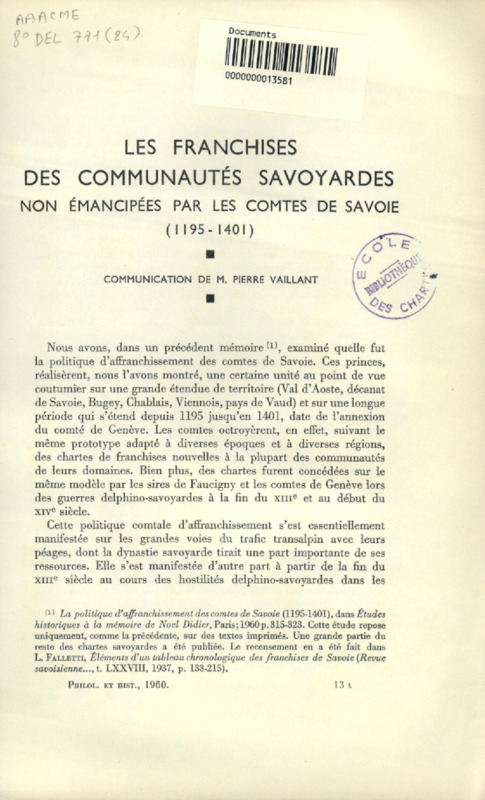 AAACME
8° DEL 771 (24)
Documents
0000000013581
LES FRANCHISES
DES COMMUNAUTÉS SAVOYARDES
NON ÉMANCIPÉES PAR LES COMTES DE SAVOIE
(1195-1401)
COMMUNICATION DE M. PIERRE VAILLANT
ÉCOLE
BIBLIOTHÈQUE
DES CHARTES
Nous avons, dans un précédent mémoire (1), examiné quelle fut
la politique d'affranchissement des comtes de Savoie. Ces princes,
réalisèrent, nous l'avons montré, une certaine unité au point de vue
coutumier sur une grande étendue de territoire (Val d'Aoste, décanat
de Savoie, Bugey, Chablais, Viennois, pays de Vaud) et sur une longue
période qui s'étend depuis 1195 jusqu'en 1401, date de l'annexion
du comté de Genève. Les comtes octroyèrent, en effet, suivant le
même prototype adapté à diverses époques et à diverses régions,
des chartes de franchises nouvelles à la plupart des communautés
de leurs domaines. Bien plus, des chartes furent concédées sur le
même modèle par les sires de Faucigny et les comtes de Genève lors
des guerres delphino-savoyardes à la fin du XIIIe et au début du
XIVe siècle.
Cette politique comtale d'affranchissement s'est essentiellement
manifestée sur les grandes voies du trafic transalpin avec leurs
péages, dont la dynastie savoyarde tirait une part importante de ses
ressources. Elle s'est manifestée d'autre part à partir de la fin du
XIIIe siècle au cours des hostilités delphino-savoyardes dans les
(1) La politique d'affranchissement des comtes de Savoie (1195-1401), dans Études
historiques à la mémoire de Noel Didier, Paris; 1960 p. 315-323. Cette étude repose
uniquement, comme la précédente, sur des textes imprimés. Une grande partie du
reste des chartes savoyardes a été publiée. Le recensement en a été fait dans
L. FALLETTI, Éléments d'un tableau chronologique des franchises de Savoie (Revue
savoisienne..., t. LXXVIII, 1937, p. 133-215).
PHILOL. ET HIST., 1960. 13 A